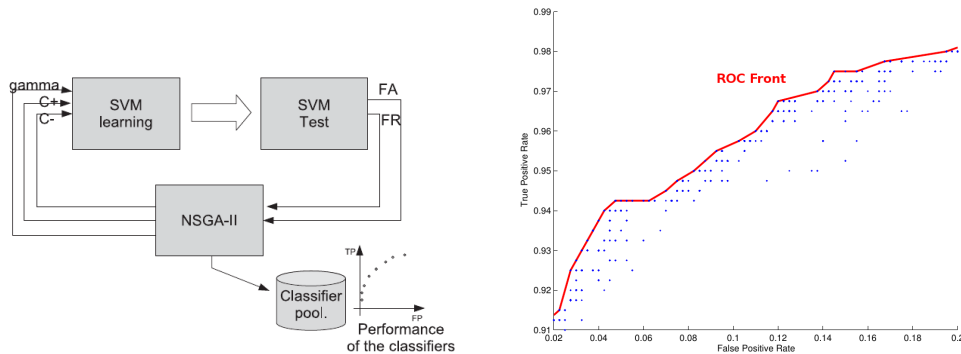 gamma
C+
C-
SVM
learning
SVM
Test
FA
FR
NSGA-II
Classifier
pool.
TP
FP
Performance
of the classifiers
0.99
0.98
0.97
0.96
0.95
0.94
0.93
0.92
0.91
True Positive Rate
ROC Front
0.02 0.04 0.06 0.08 0.1 0.12 0.14 0.16 0.18 0.2
False Positive Rate